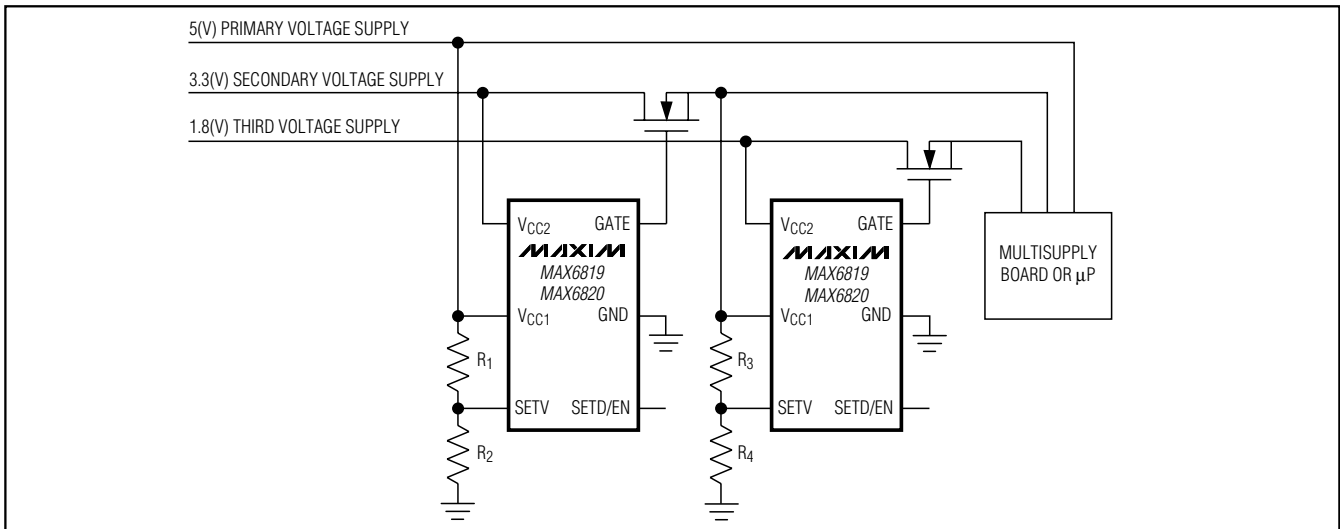 5(V) PRIMARY VOLTAGE SUPPLY
3.3(V) SECONDARY VOLTAGE SUPPLY
1.8(V) THIRD VOLTAGE SUPPLY
VCC2 GATE
MAXIM
MAX6819
MAX6820
VCC1 GND
R1
SETV SETD/EN
R2
VCC2 GATE
MAXIM
MAX6819
MAX6820
VCC1 GND
R3
SETV SETD/EN
R4
MULTISUPPLY
BOARD OR µP